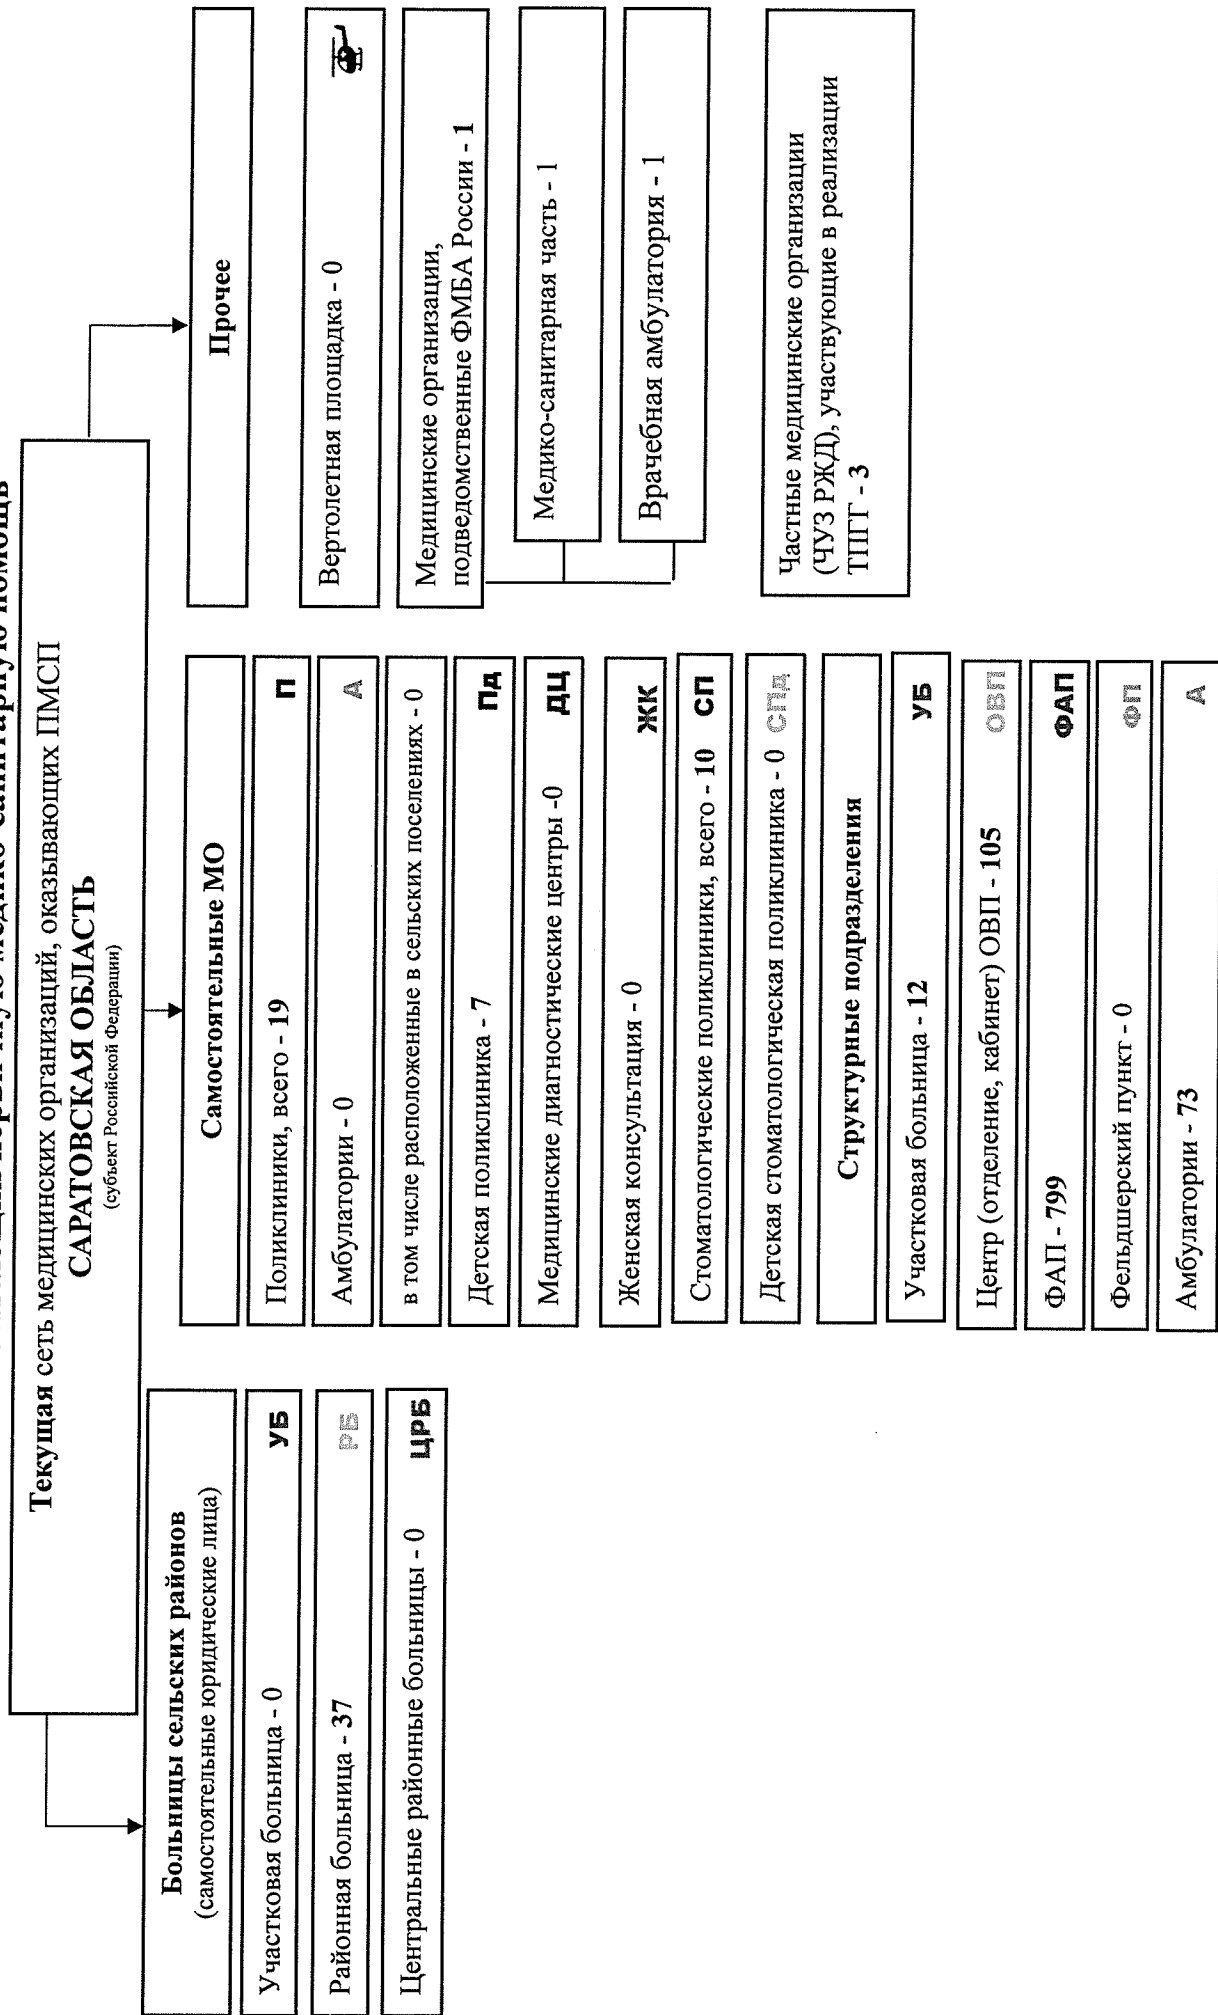 первичную медико-санитарную помощь
Текущая сеть медицинских организаций, оказывающих ПМСП
САРАТОВСКАЯ ОБЛАСТЬ
(субъект Российской Федерации)
Больницы сельских районов
(самостоятельные юридические лица)
Участковая больница - 0 УБ
Районная больница - 37 РБ
Центральные районные больницы - 0 ЦРБ
Самостоятельные МО
Поликлиники, всего - 19 П
Амбулатории - 0 А
в том числе расположенные в сельских поселениях - 0
Детская поликлиника - 7 Пд
Медицинские диагностические центры -0 ДЦ
Женская консультация - 0 ЖК
Стоматологические поликлиники, всего - 10 СП
Детская стоматологическая поликлиника - 0 СПд
Структурные подразделения
Участковая больница - 12 УБ
Центр (отделение, кабинет) ОВП - 105 ОВП
ФАП - 799 ФАП
Фельдшерский пункт - 0 ФП
Амбулатории - 73 А
Прочее
Вертолетная площадка - 0
Медицинские организации,
подведомственные ФМБА России - 1
Медико-санитарная часть - 1
Врачебная амбулатория - 1
Частные медицинские организации
(ЧУЗ РЖД), участвующие в реализации
ТПГГ - 3